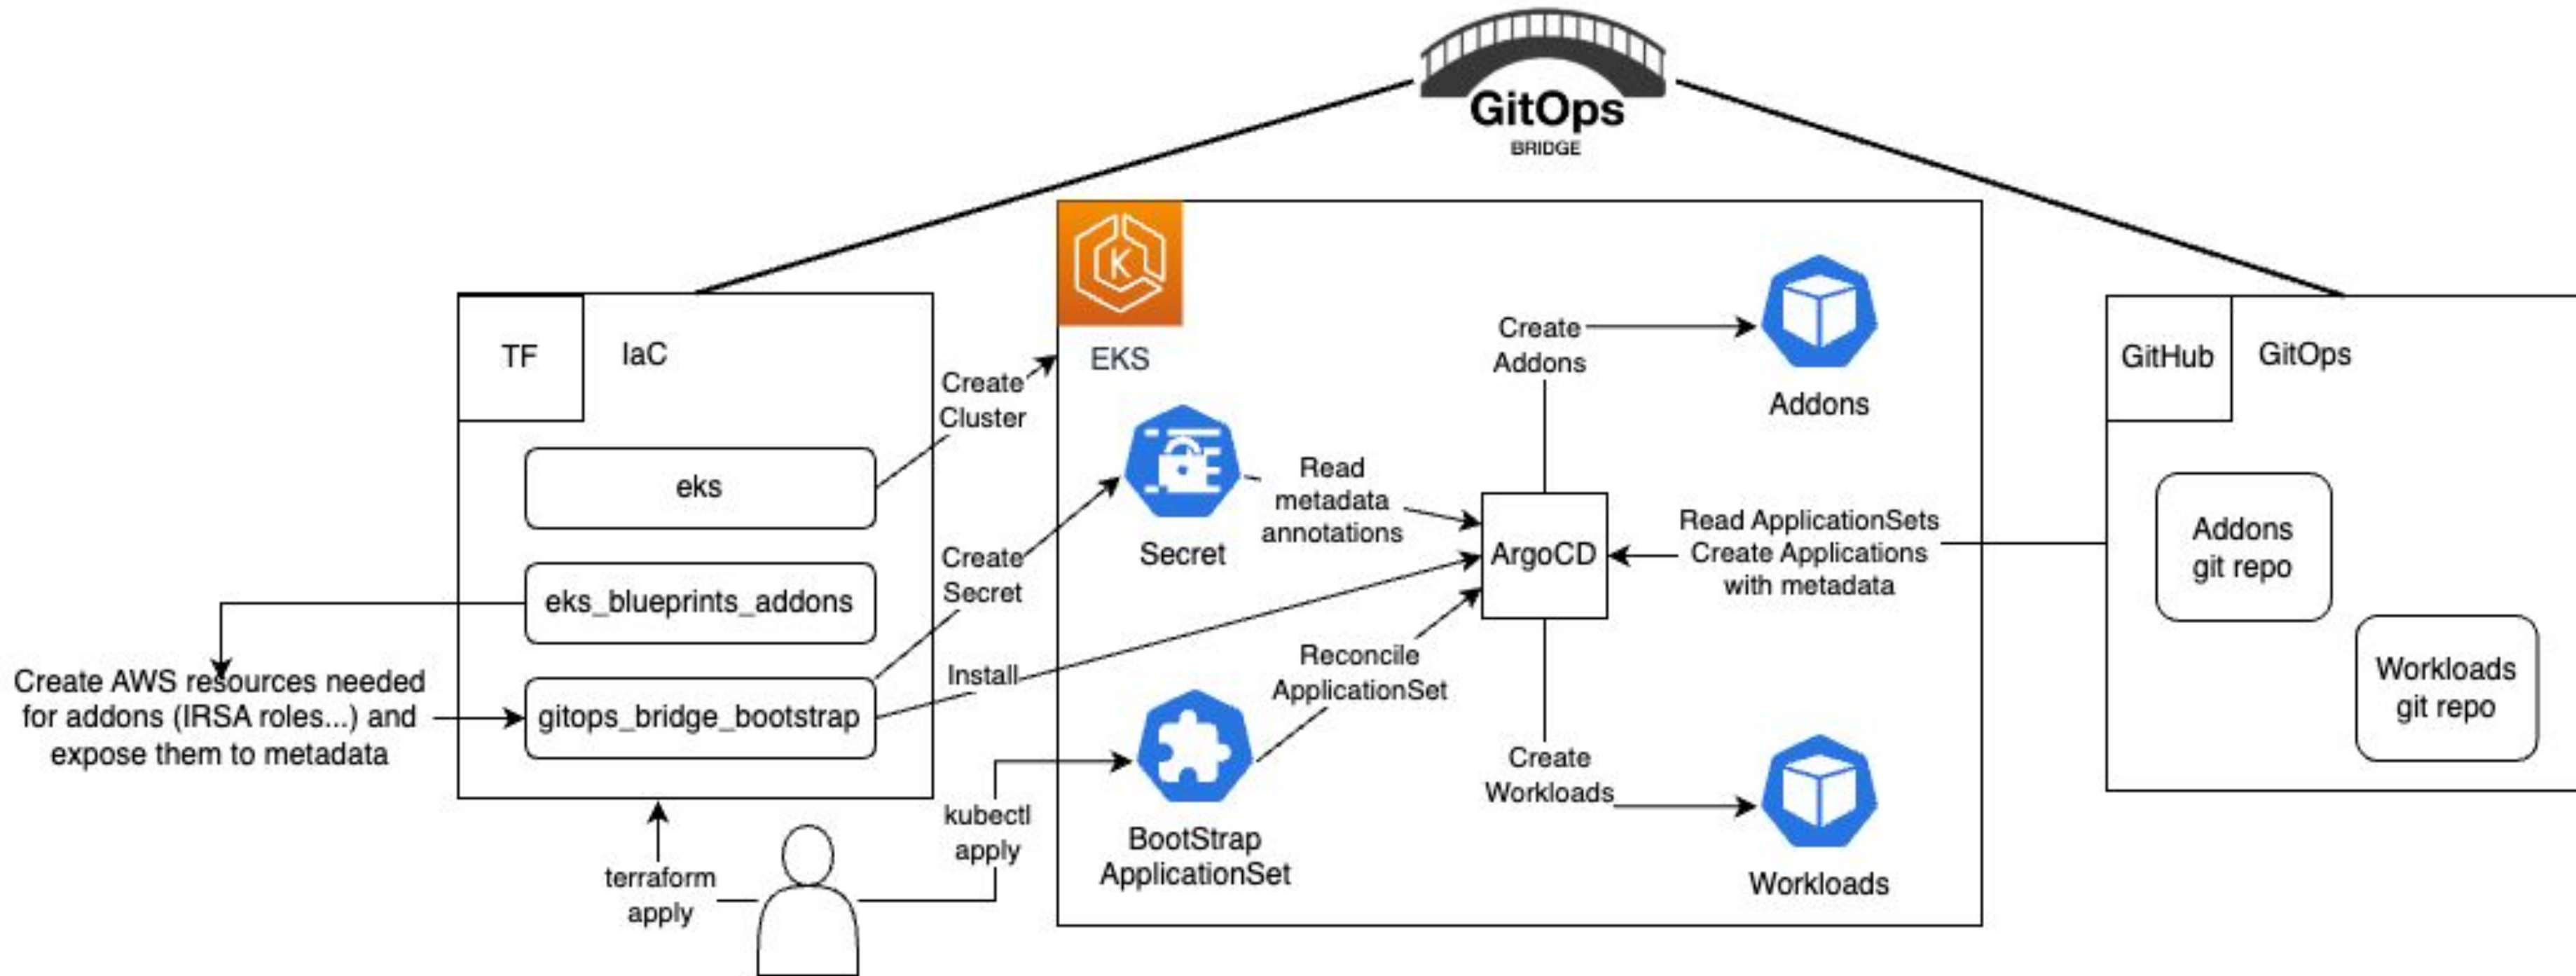 GitOps
BRIDGE
TF
IaC
eks
eks_blueprints_addons
gitops_bridge_bootstrap
Create AWS resources needed
for addons (IRSA roles...) and
expose them to metadata
terraform
apply
kubectl
apply
Create
Cluster
Create
Secret
Install
K
EKS
Secret
Read
metadata
annotations
BootStrap
ApplicationSet
Reconcile
ApplicationSet
ArgoCD
Create
Addons
Addons
Create
Workloads
Workloads
Read ApplicationSets
Create Applications
with metadata
GitHub
GitOps
Addons
git repo
Workloads
git repo